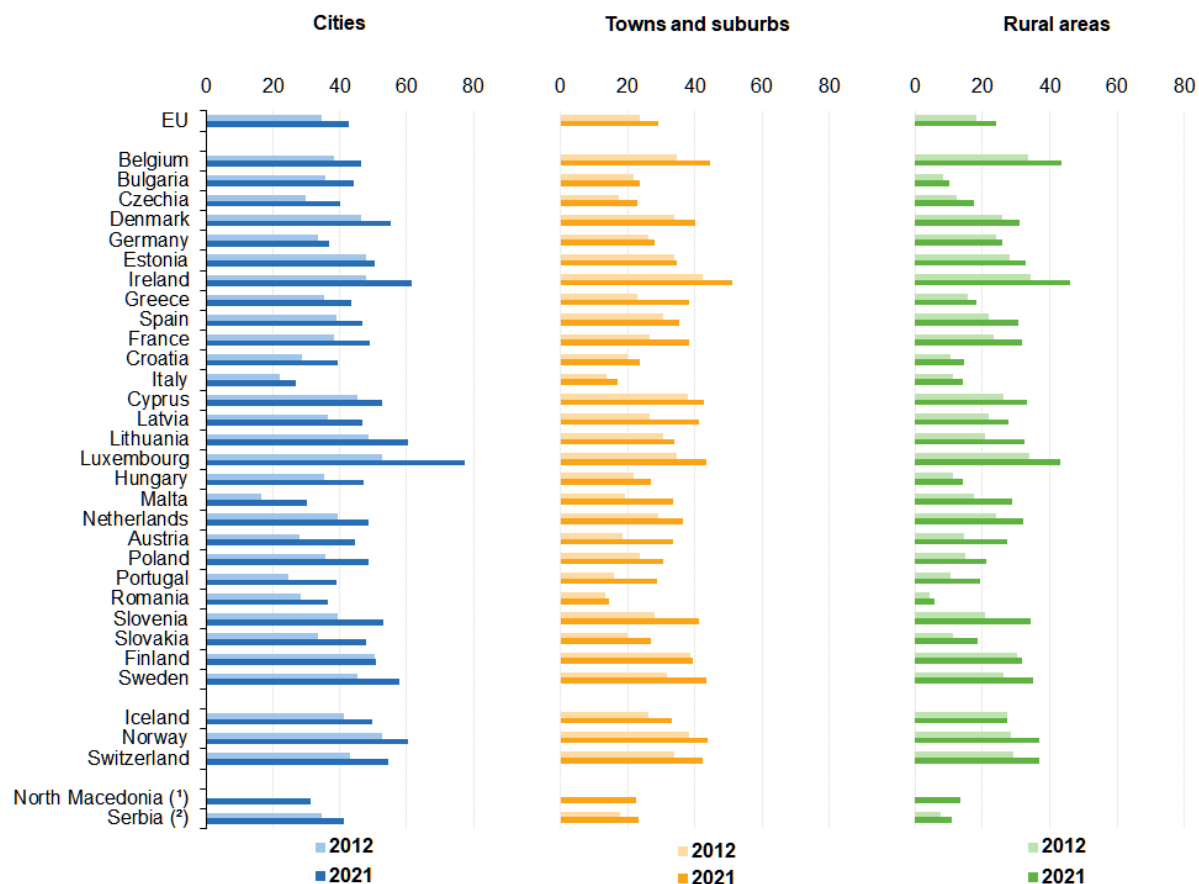 Cities Towns and suburbs Rural areas
0 20 40 60 80 0 20 40 60 80 0 20 40 60 80
EU
Belgium
Bulgaria
Czechia
Denmark
Germany
Estonia
Ireland
Greece
Spain
France
Croatia
Italy
Cyprus
Latvia
Lithuania
Luxembourg
Hungary
Malta
Netherlands
Austria
Poland
Portugal
Romania
Slovenia
Slovakia
Finland
Sweden
Iceland
Norway
Switzerland
North Macedonia (¹)
Serbia (²)
2012 2012 2012
2021 2021 2021